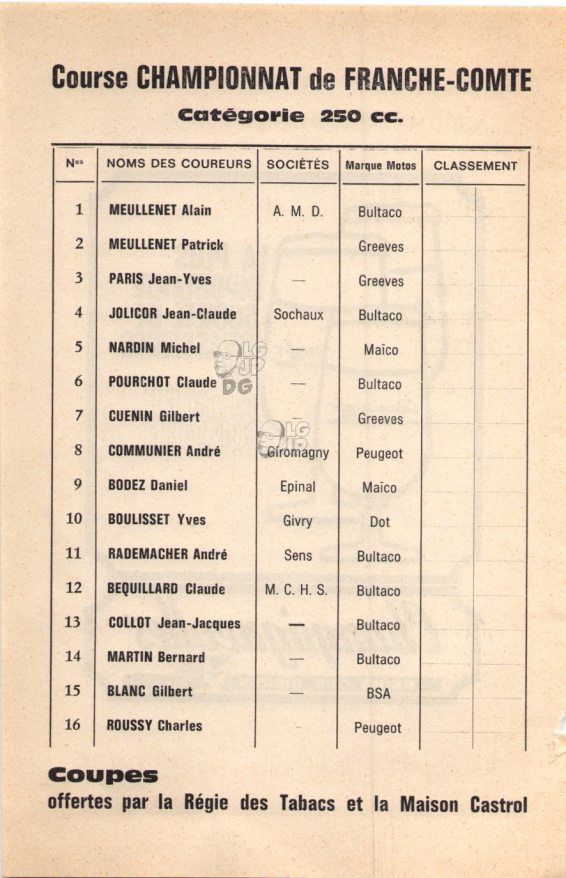 Course CHAMPIONNAT de FRANCHE-COMTE
Catégorie 250 cc.
Nos NOMS DES COUREURS SOCIÉTÉS Marque Motos CLASSEMENT
1 MEULLENET Alain A. M. D. Bultaco
2 MEULLENET Patrick Greeves
3 PARIS Jean-Yves — Greeves
4 JOLICOR Jean-Claude Sochaux Bultaco
5 NARDIN Michel — Maïco
6 POURCHOT Claude — Bultaco
7 CUENIN Gilbert — Greeves
8 COMMUNIER André Giromagny Peugeot
9 BODEZ Daniel Epinal Maïco
10 BOULISSET Yves Givry Dot
11 RADEMACHER André Sens Bultaco
12 BEQUILLARD Claude M. C. H. S. Bultaco
13 COLLOT Jean-Jacques — Bultaco
14 MARTIN Bernard — Bultaco
15 BLANC Gilbert — BSA
16 ROUSSY Charles Peugeot
LG
JP
DG
LG
JP
Coupes
offertes par la Régie des Tabacs et la Maison Castrol